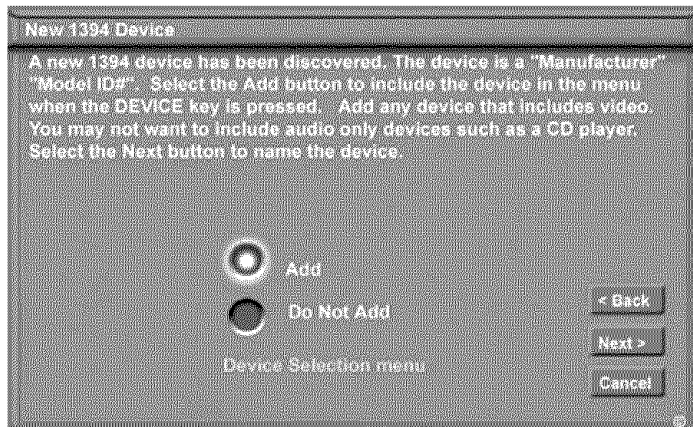 New 1394 Device
A new 1394 device has been discovered. The device is a "Manufacturer"
"Model ID#". Select the Add button to include the device in the menu
when the DEVICE key is pressed. Add any device that includes video.
You may not want to include audio only devices such as a CD player.
Select the Next button to name the device.
Add
Do Not Add
Device Selection menu
< Back
Next >
Cancel
©